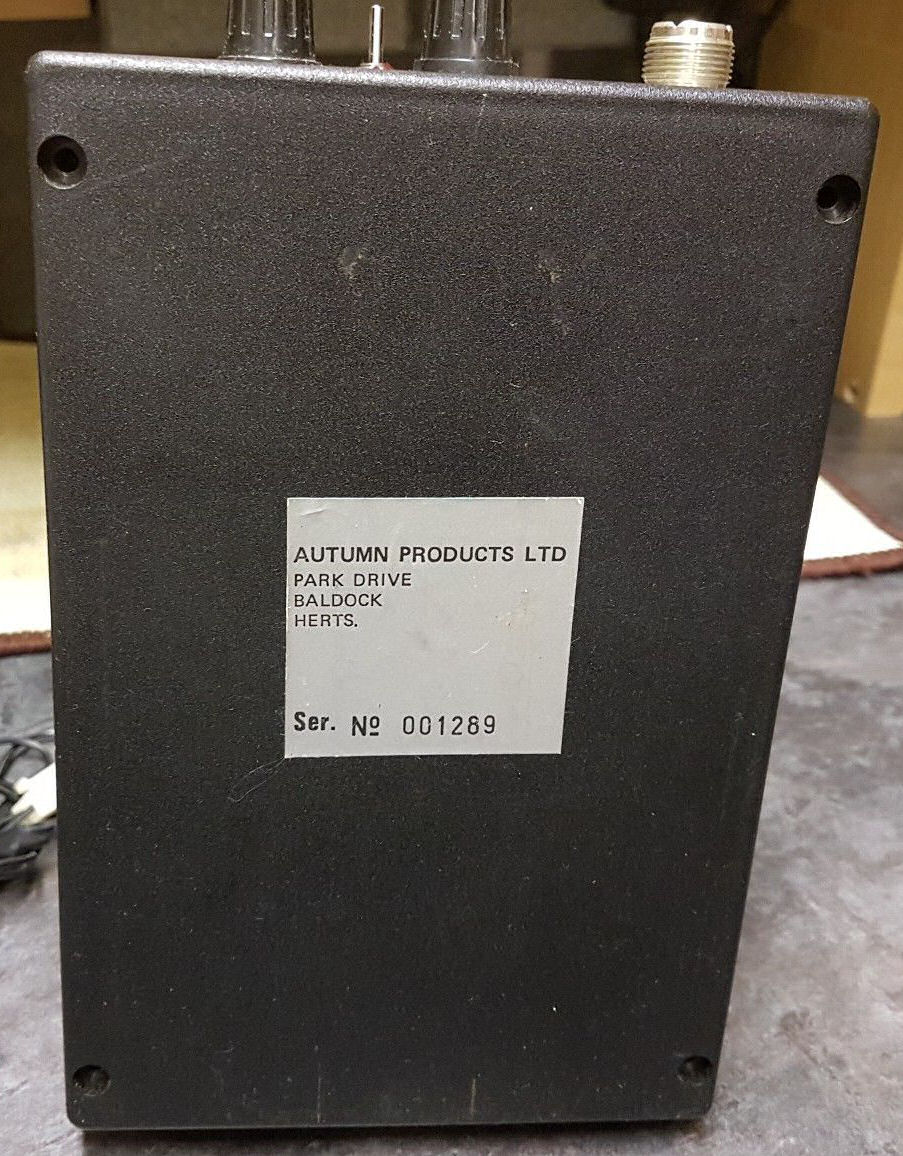 AUTUMN PRODUCTS LTD
PARK DRIVE
BALDOCK
HERTS.
Ser. Nº 001289